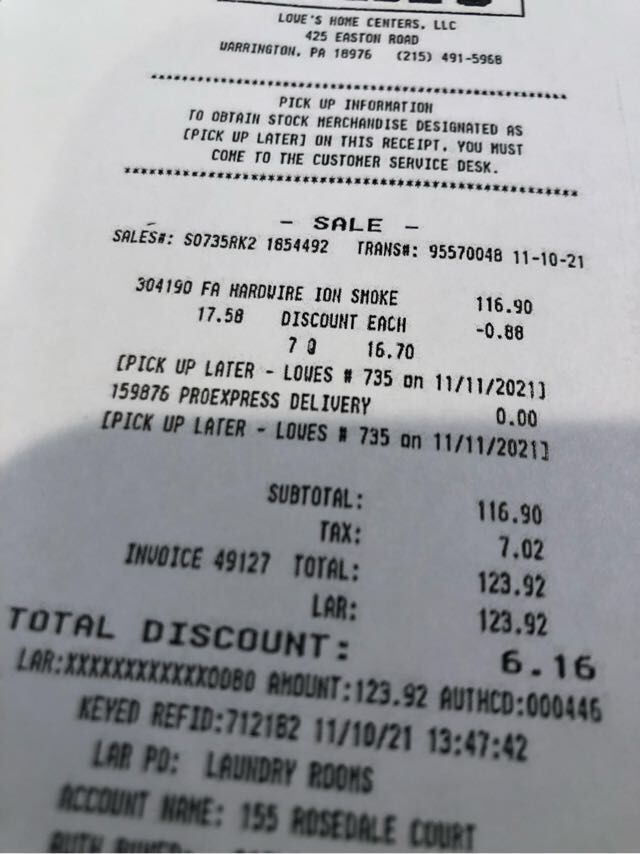 LOWE'S HOME CENTERS, LLC
425 EASTON ROAD
WARRINGTON, PA 18976 (215) 491-5968
******************************************************
PICK UP INFORMATION
TO OBTAIN STOCK MERCHANDISE DESIGNATED AS
[PICK UP LATER] ON THIS RECEIPT, YOU MUST
COME TO THE CUSTOMER SERVICE DESK.
******************************************************
- SALE -
SALES#: S0735RK2 1854492 TRANS#: 95570048 11-10-21
304190 FA HARDWIRE ION SMOKE 116.90
17.58 DISCOUNT EACH -0.88
7 @ 16.70
[PICK UP LATER - LOWES # 735 on 11/11/2021]
159876 PROEXPRESS DELIVERY 0.00
[PICK UP LATER - LOWES # 735 on 11/11/2021]
SUBTOTAL: 116.90
TAX: 7.02
INVOICE 49127 TOTAL: 123.92
LAR: 123.92
TOTAL DISCOUNT: 6.16
LAR:XXXXXXXXXXXX0080 AMOUNT:123.92 AUTHCD:000446
KEYED REFID:712182 11/10/21 13:47:42
LAR PO: LAUNDRY ROOMS
ACCOUNT NAME: 155 ROSEDALE COURT